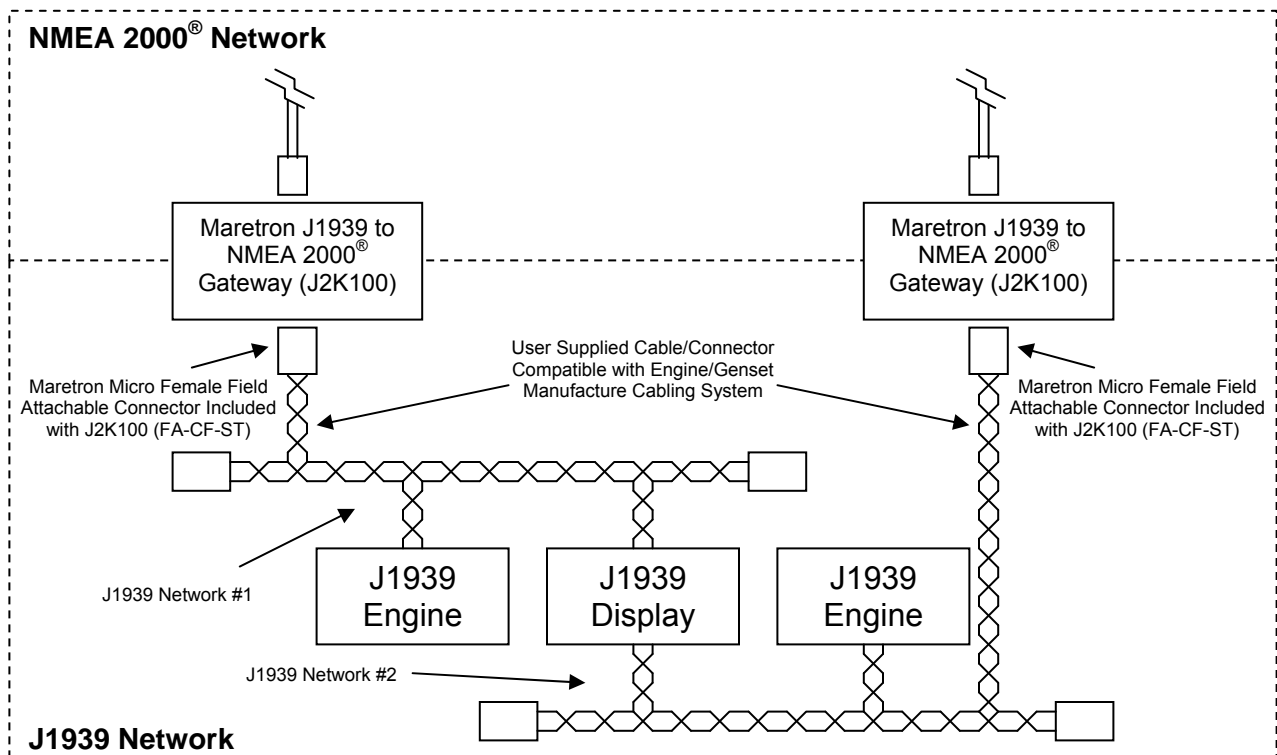 NMEA 2000® Network
Maretron J1939 to
NMEA 2000®
Gateway (J2K100)
Maretron J1939 to
NMEA 2000®
Gateway (J2K100)
Maretron Micro Female Field
Attachable Connector Included
with J2K100 (FA-CF-ST)
User Supplied Cable/Connector
Compatible with Engine/Genset
Manufacture Cabling System
Maretron Micro Female Field
Attachable Connector Included
with J2K100 (FA-CF-ST)
J1939 Network #1
J1939
Engine
J1939
Display
J1939
Engine
J1939 Network #2
J1939 Network